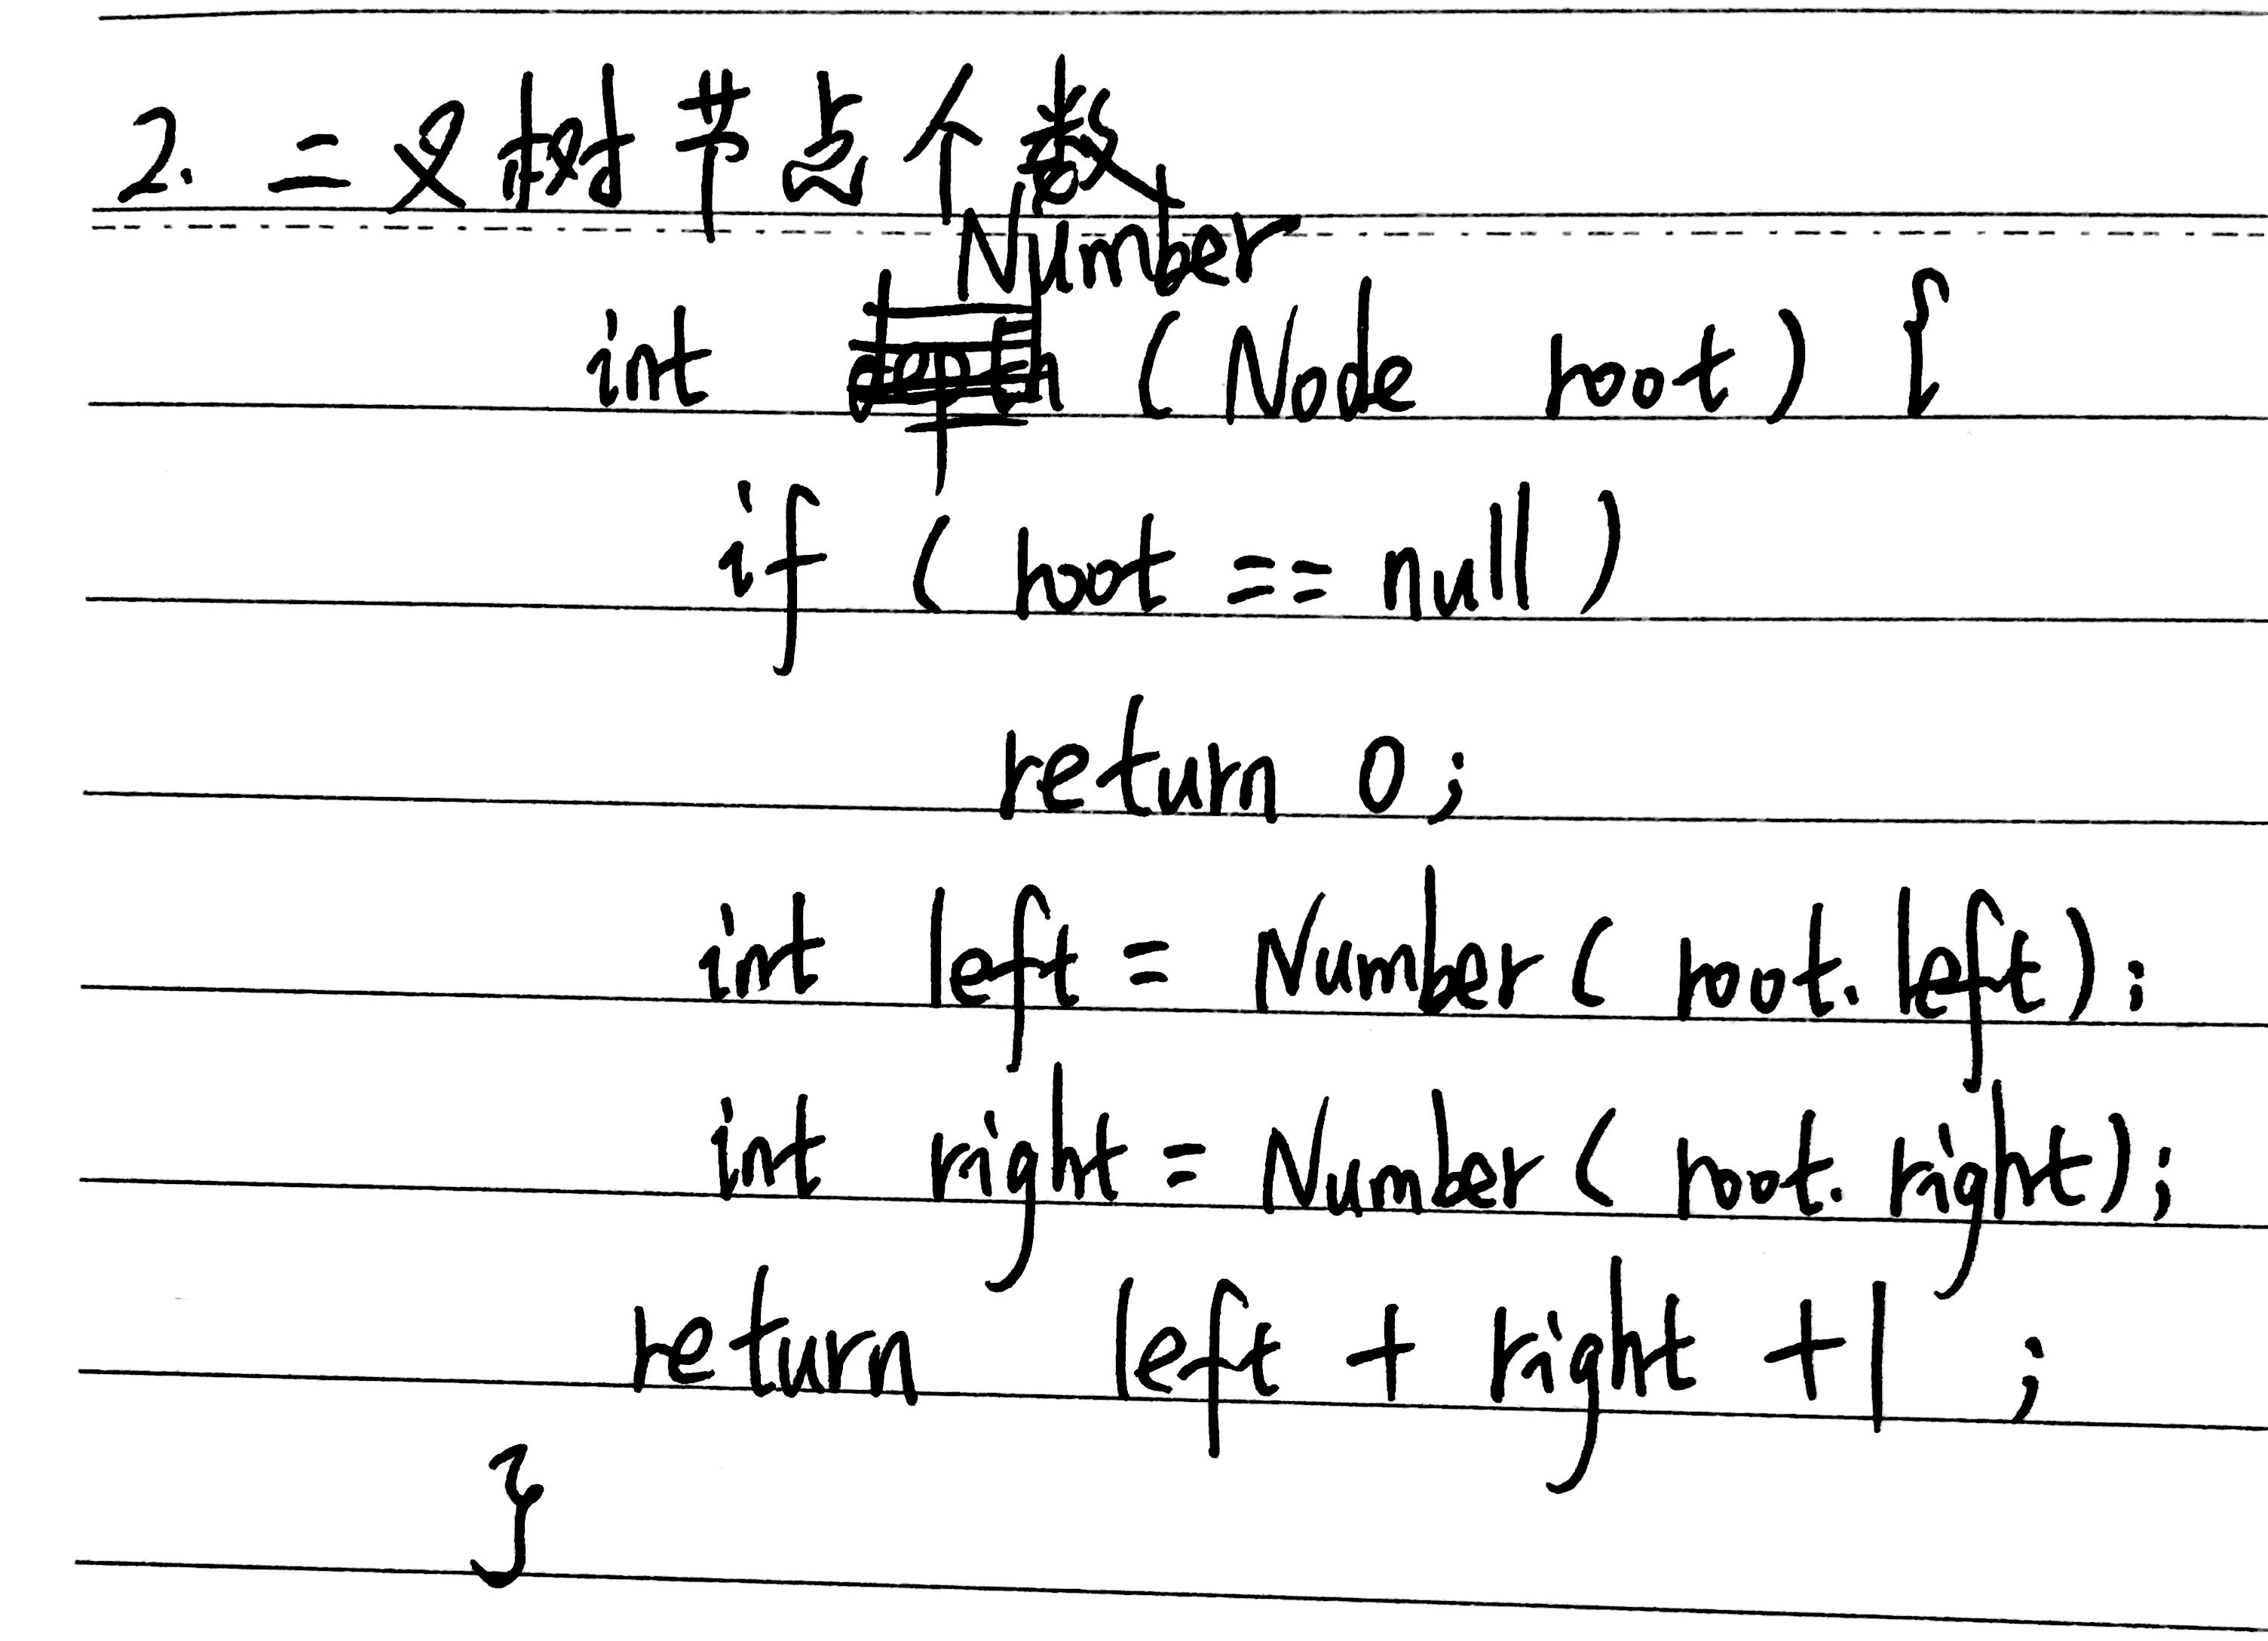 2. 二叉树节点个数
int Number (Node root) {
if ( root == null )
return 0;
int left = Number ( root. left );
int right = Number ( root. right );
return left + right + 1 ;
}